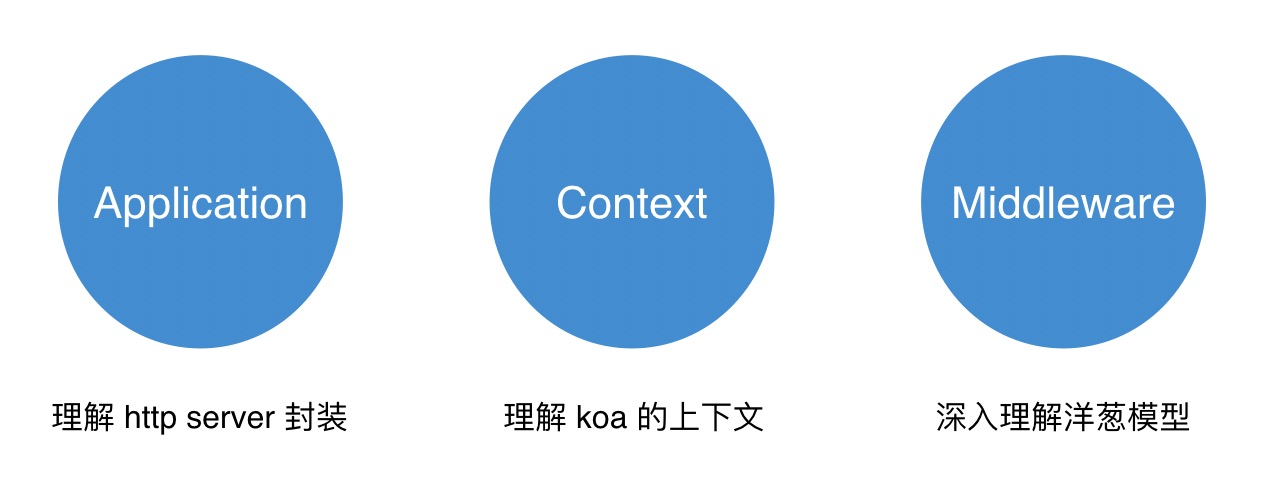 Application
Context
Middleware
理解 http server 封装
理解 koa 的上下文
深入理解洋葱模型